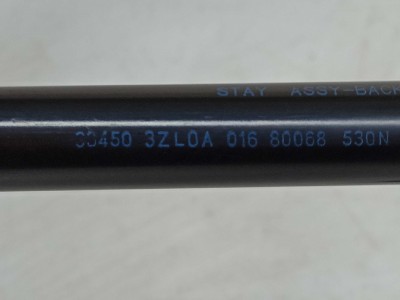 STAY ASSY-BACK
90450 3ZL0A 016 80068 530N